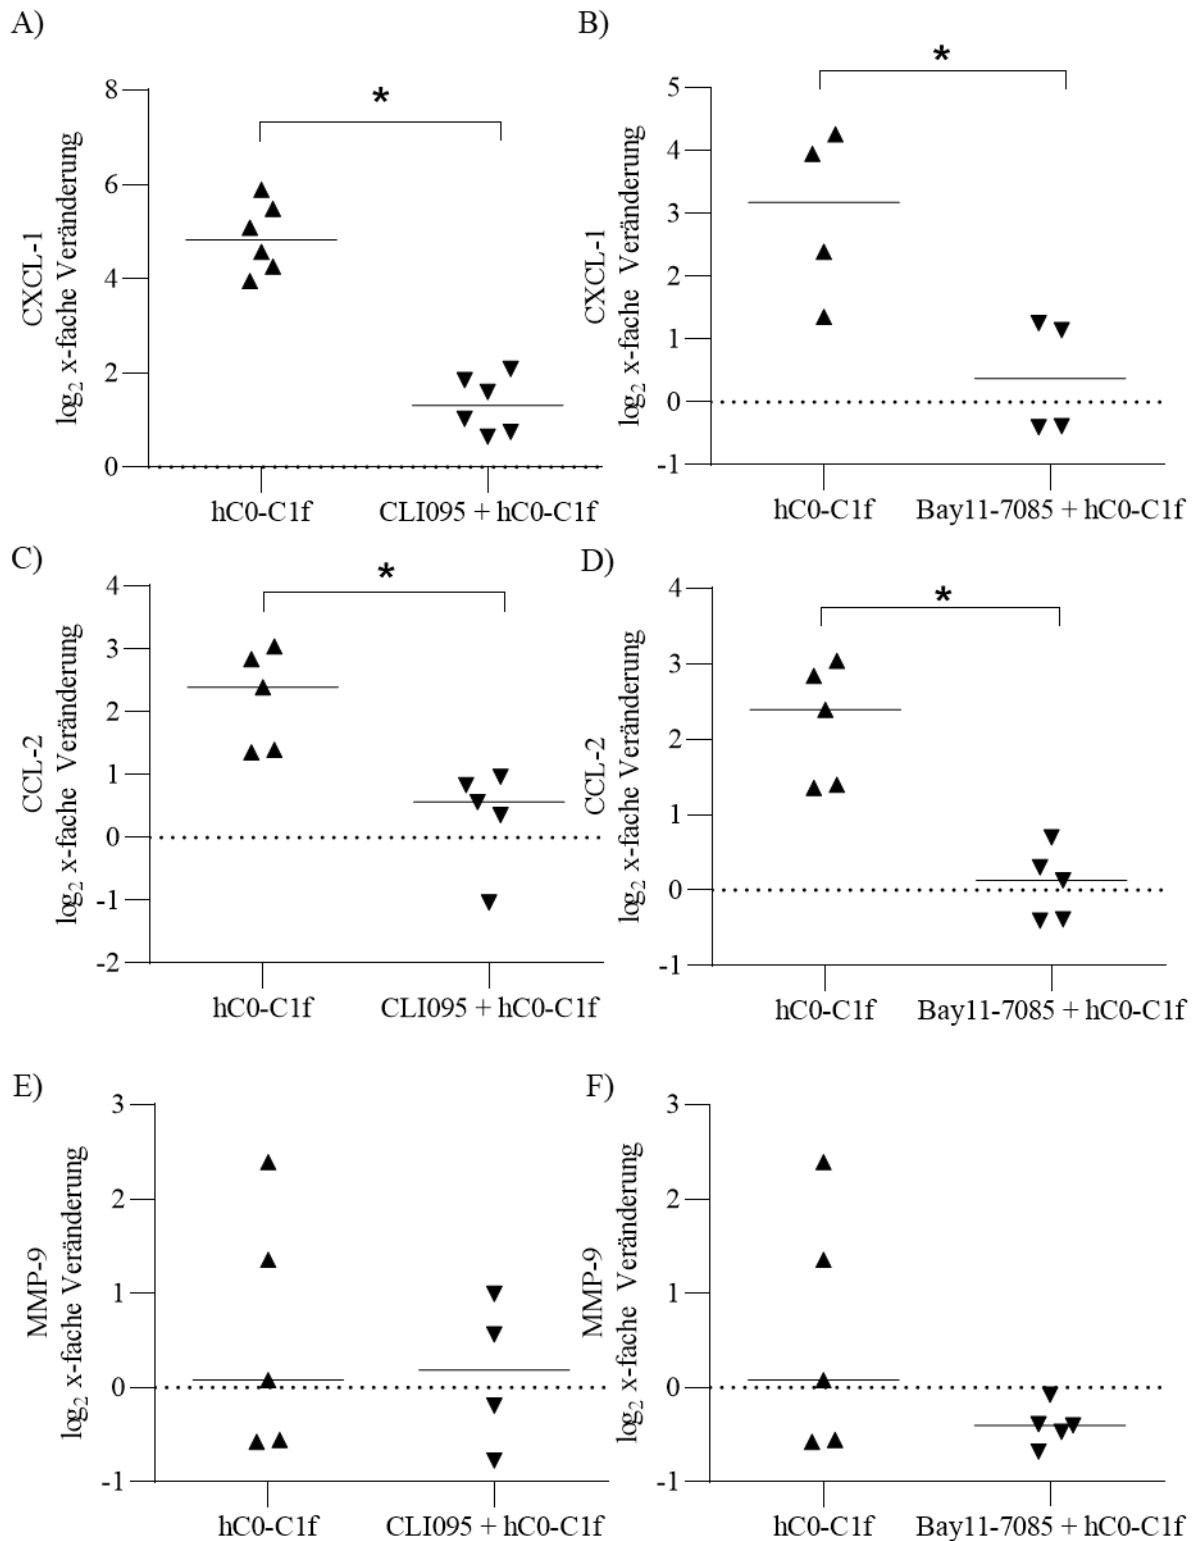 A)
CXCL-1
log₂ x-fache Veränderung
8
6
4
2
0
*
hC0-C1f
CLI095 + hC0-C1f
B)
CXCL-1
log₂ x-fache Veränderung
5
4
3
2
1
0
-1
*
hC0-C1f
Bay11-7085 + hC0-C1f
C)
CCL-2
log₂ x-fache Veränderung
4
3
2
1
0
-1
-2
*
hC0-C1f
CLI095 + hC0-C1f
D)
CCL-2
log₂ x-fache Veränderung
4
3
2
1
0
-1
*
hC0-C1f
Bay11-7085 + hC0-C1f
E)
MMP-9
log₂ x-fache Veränderung
3
2
1
0
-1
hC0-C1f
CLI095 + hC0-C1f
F)
MMP-9
log₂ x-fache Veränderung
3
2
1
0
-1
hC0-C1f
Bay11-7085 + hC0-C1f